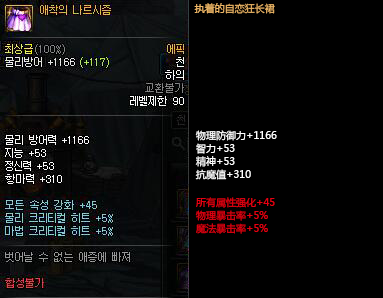 애착의 나르시즘
최상급(100%) 에픽
물리방어 +1166 (+117) 천
하의
교환불가
레벨제한 90
물리 방어력 +1166
지능 +53
정신력 +53
항마력 +310
모든 속성 강화 +45
물리 크리티컬 히트 +5%
마법 크리티컬 히트 +5%
벗어날 수 없는 애증에 빠져
합성불가
执着的自恋狂长裙
物理防御力+1166
智力+53
精神+53
抗魔值+310
所有属性强化+45
物理暴击率+5%
魔法暴击率+5%